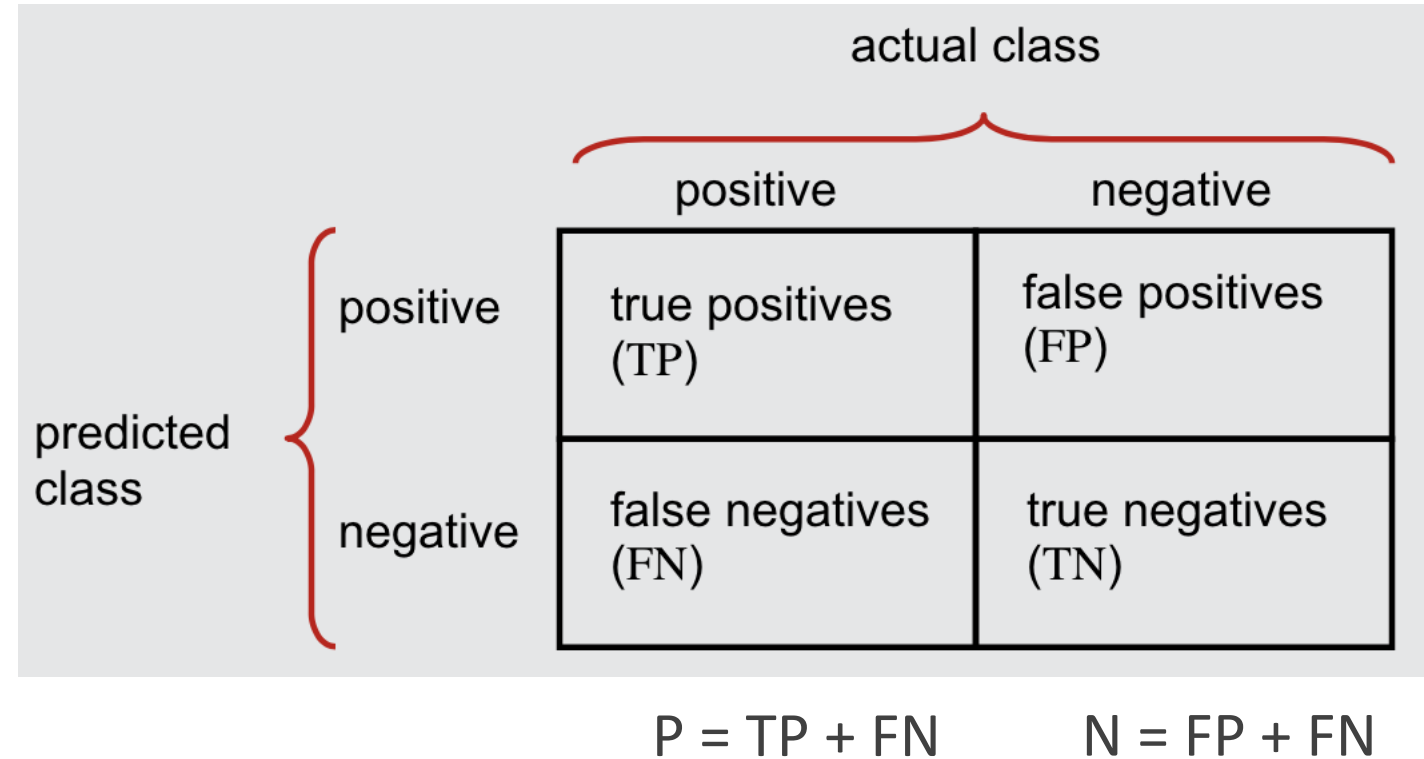 actual class
positive
negative
positive
true positives
(TP)
false positives
(FP)
predicted
class
negative
false negatives
(FN)
true negatives
(TN)
P = TP + FN
N = FP + FN